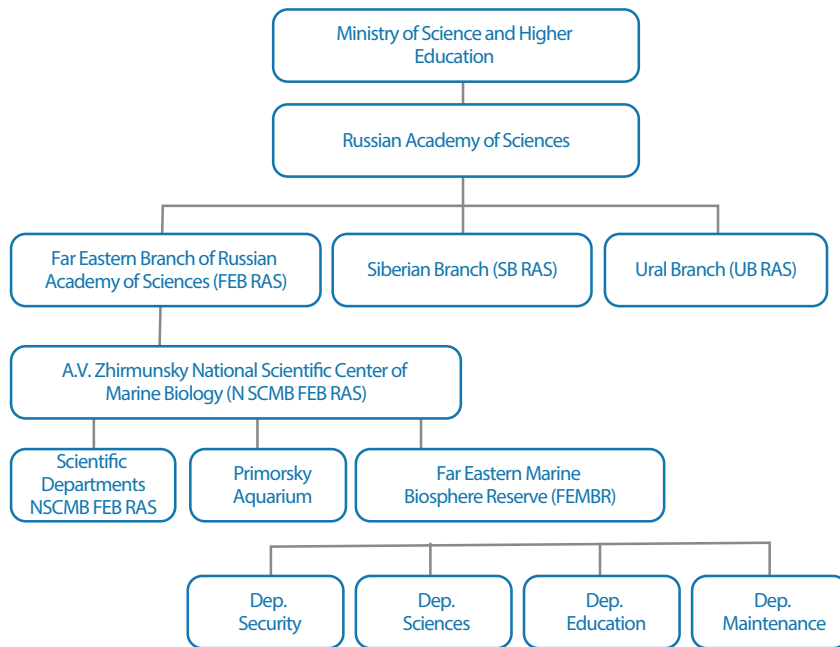 Ministry of Science and Higher
Education
Russian Academy of Sciences
Far Eastern Branch of Russian
Academy of Sciences (FEB RAS)
Siberian Branch (SB RAS)
Ural Branch (UB RAS)
A.V. Zhirmunsky National Scientific Center of
Marine Biology (N SCMB FEB RAS)
Scientific
Departments
NSCMB FEB RAS
Primorsky
Aquarium
Far Eastern Marine
Biosphere Reserve (FEMBR)
Dep.
Security
Dep.
Sciences
Dep.
Education
Dep.
Maintenance